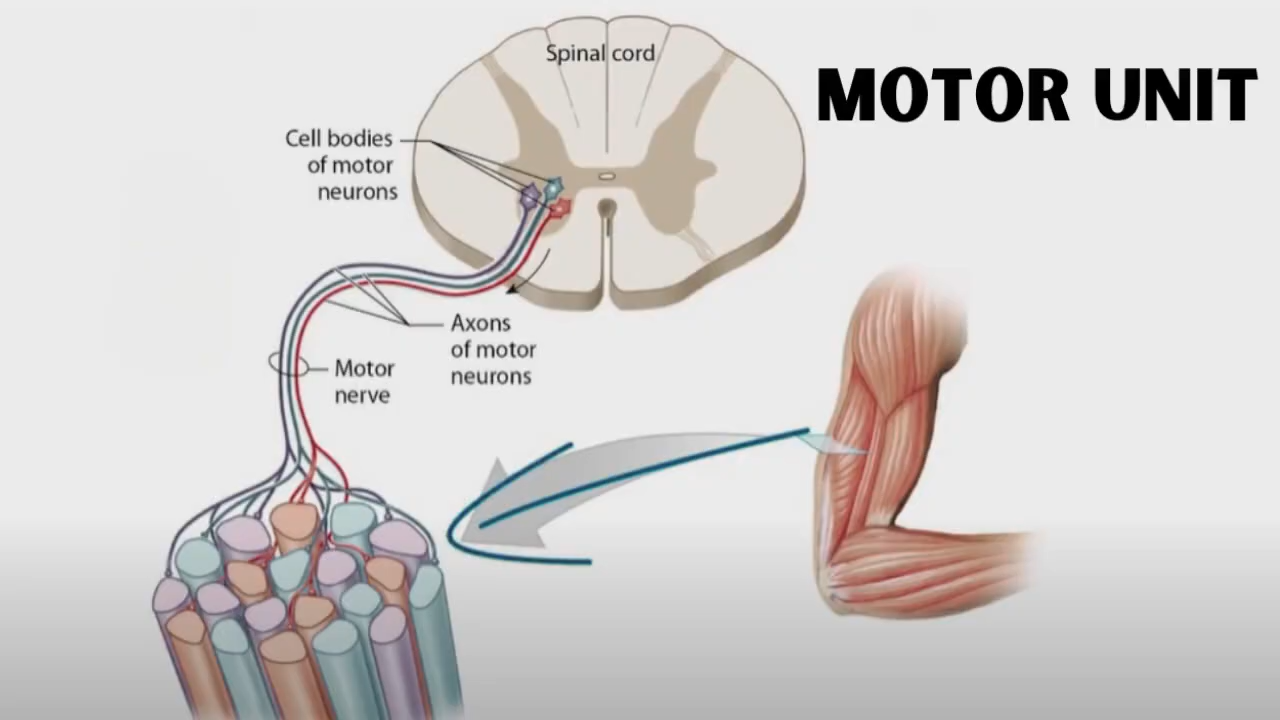 Spinal cord
MOTOR UNIT
Cell bodies
of motor
neurons
Axons
of motor
neurons
Motor
nerve